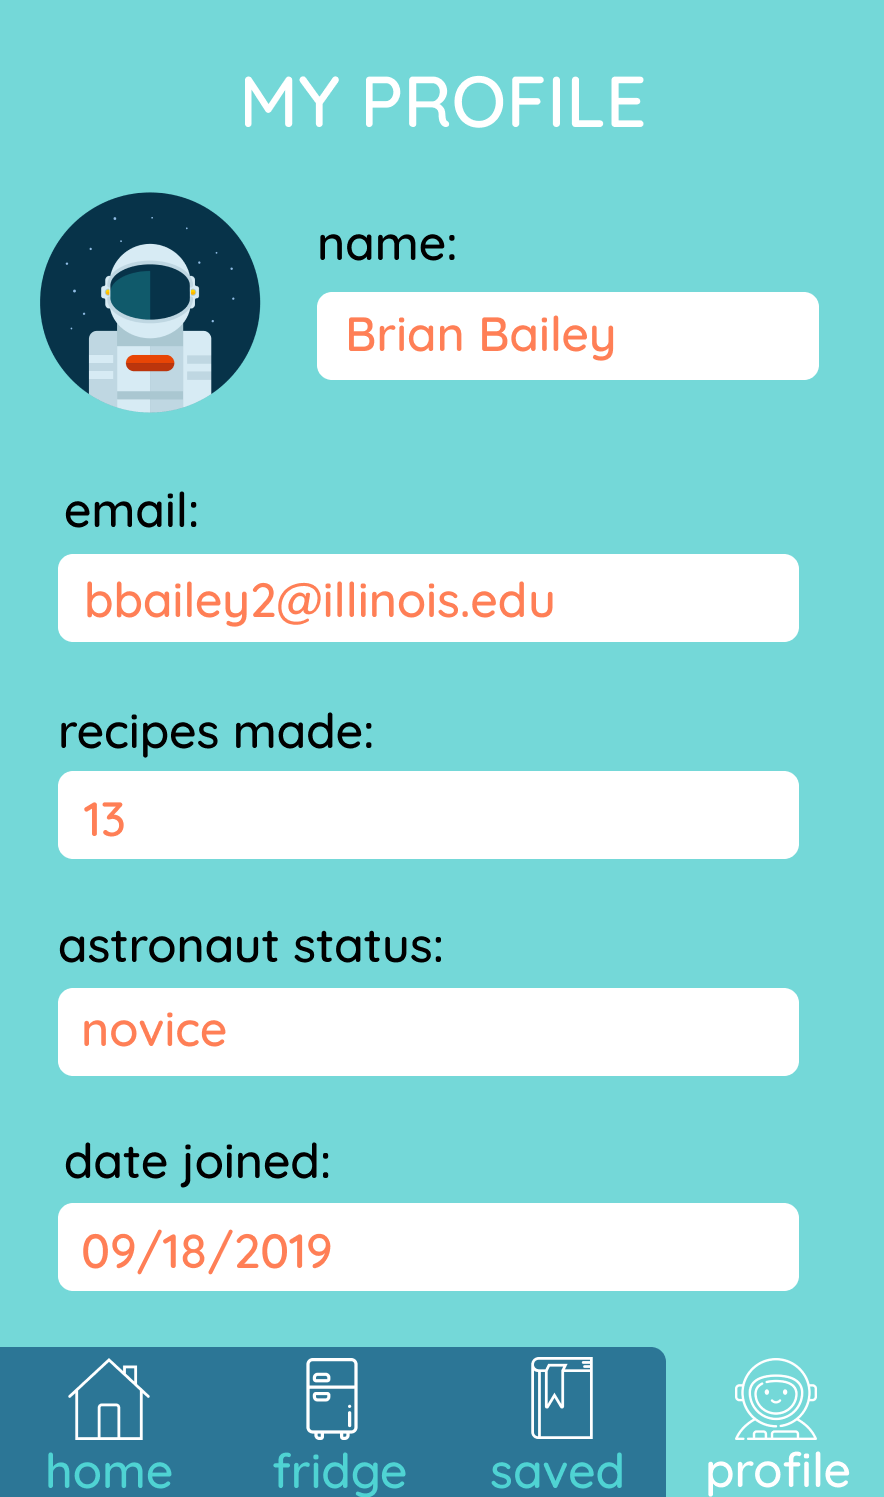 MY PROFILE
name:
Brian Bailey
email:
bbailey2@illinois.edu
recipes made:
13
astronaut status:
novice
date joined:
09/18/2019
home fridge saved profile